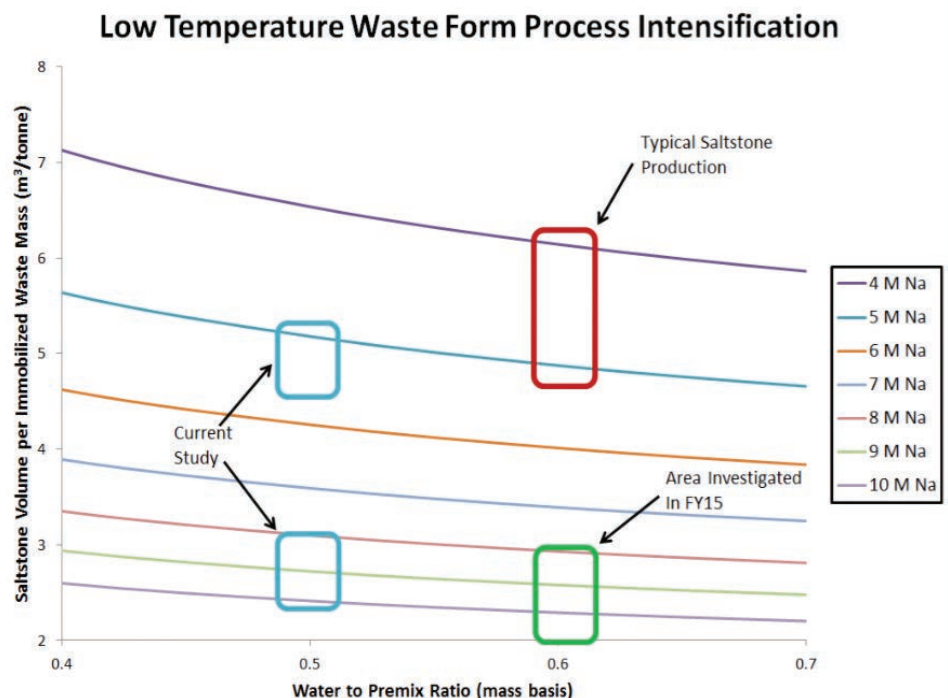 Low Temperature Waste Form Process Intensification
Saltstone Volume per Immobilized Waste Mass (m³/tonne)
8
7
6
5
4
3
2
0.4
0.5
0.6
0.7
Water to Premix Ratio (mass basis)
Typical Saltstone
Production
Current
Study
Area Investigated
In FY15
4 M Na
5 M Na
6 M Na
7 M Na
8 M Na
9 M Na
10 M Na